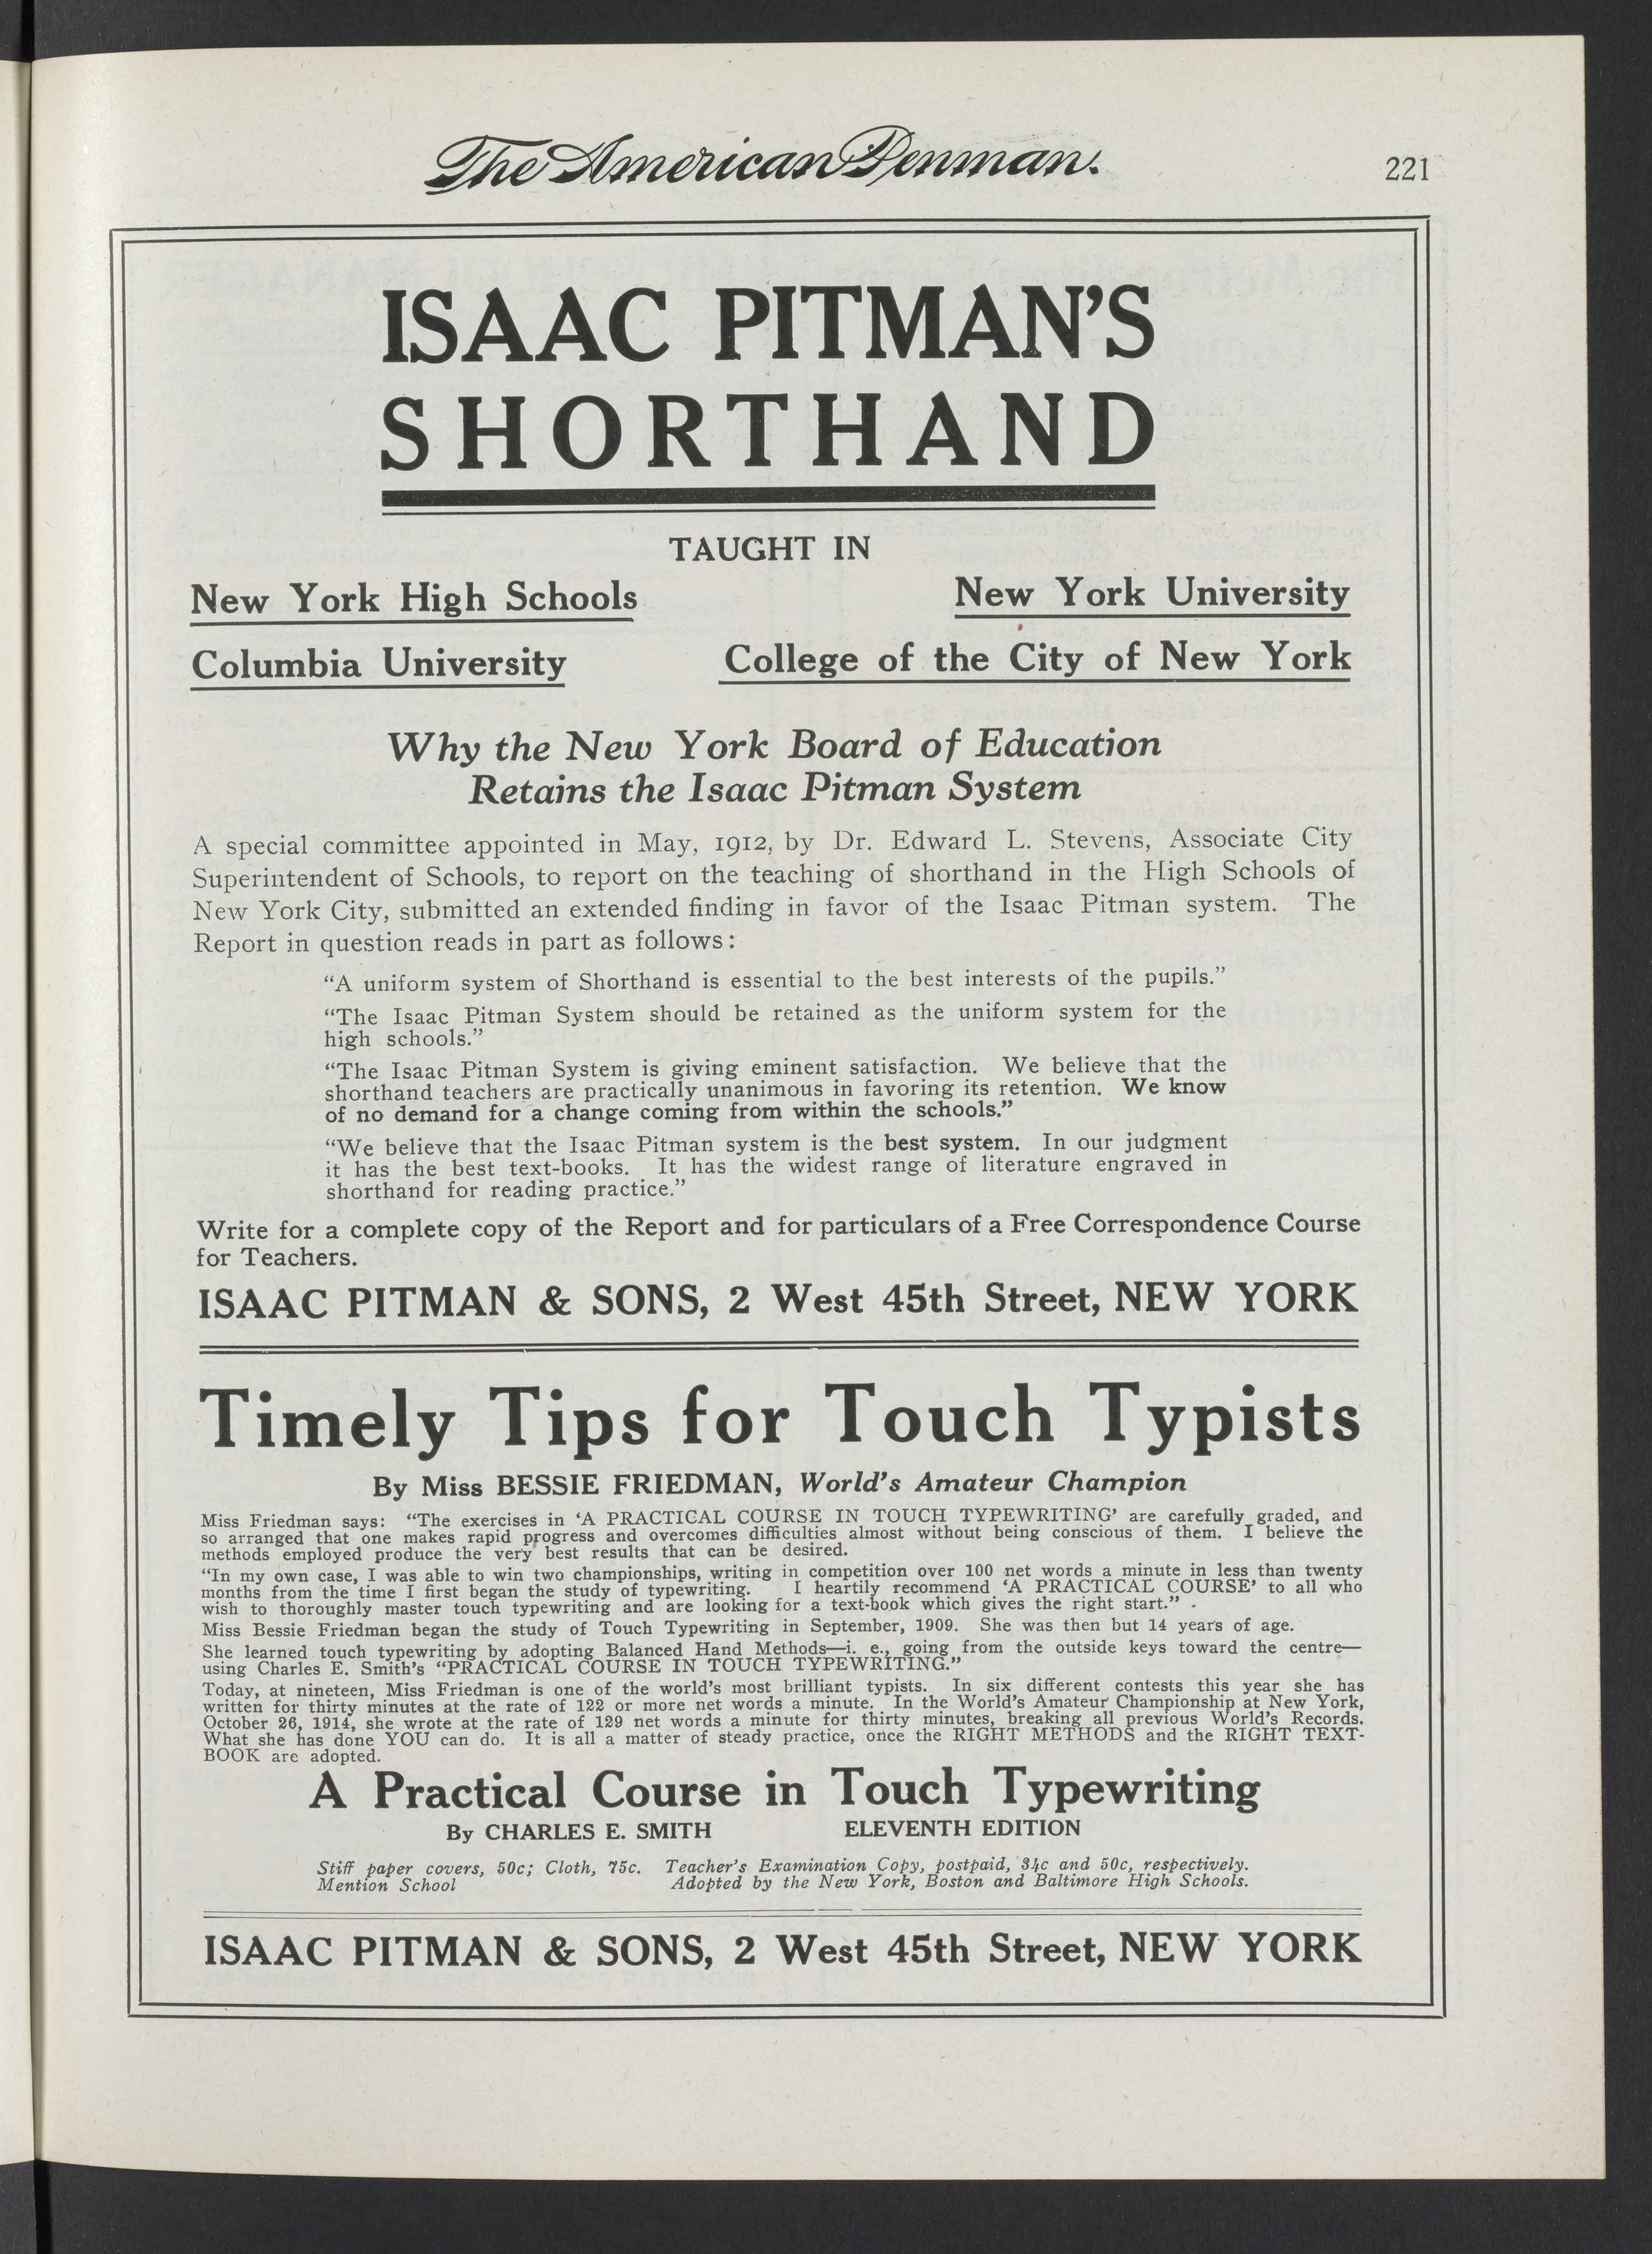 The American Penman.
221
ISAAC PITMAN'S
SHORTHAND
TAUGHT IN
New York High Schools New York University
Columbia University College of the City of New York
Why the New York Board of Education
Retains the Isaac Pitman System
A special committee appointed in May, 1912, by Dr. Edward L. Stevens, Associate City
Superintendent of Schools, to report on the teaching of shorthand in the High Schools of
New York City, submitted an extended finding in favor of the Isaac Pitman system. The
Report in question reads in part as follows:
“A uniform system of Shorthand is essential to the best interests of the pupils.”
“The Isaac Pitman System should be retained as the uniform system for the
high schools.”
“The Isaac Pitman System is giving eminent satisfaction. We believe that the
shorthand teachers are practically unanimous in favoring its retention. We know
of no demand for a change coming from within the schools.”
“We believe that the Isaac Pitman system is the best system. In our judgment
it has the best text-books. It has the widest range of literature engraved in
shorthand for reading practice.”
Write for a complete copy of the Report and for particulars of a Free Correspondence Course
for Teachers.
ISAAC PITMAN & SONS, 2 West 45th Street, NEW YORK
Timely Tips for Touch Typists
By Miss BESSIE FRIEDMAN, World's Amateur Champion
Miss Friedman says: “The exercises in ‘A PRACTICAL COURSE IN TOUCH TYPEWRITING’ are carefully graded, and
so arranged that one makes rapid progress and overcomes difficulties almost without being conscious of them. I believe the
methods employed produce the very best results that can be desired.
“In my own case, I was able to win two championships, writing in competition over 100 net words a minute in less than twenty
months from the time I first began the study of typewriting. I heartily recommend ‘A PRACTICAL COURSE’ to all who
wish to thoroughly master touch typewriting and are looking for a text-book which gives the right start.”
Miss Bessie Friedman began the study of Touch Typewriting in September, 1909. She was then but 14 years of age.
She learned touch typewriting by adopting Balanced Hand Methods—i. e., going from the outside keys toward the centre—
using Charles E. Smith's “PRACTICAL COURSE IN TOUCH TYPEWRITING.”
Today, at nineteen, Miss Friedman is one of the world's most brilliant typists. In six different contests this year she has
written for thirty minutes at the rate of 122 or more net words a minute. In the World's Amateur Championship at New York,
October 26, 1914, she wrote at the rate of 129 net words a minute for thirty minutes, breaking all previous World's Records.
What she has done YOU can do. It is all a matter of steady practice, once the RIGHT METHODS and the RIGHT TEXT-
BOOK are adopted.
A Practical Course in Touch Typewriting
By CHARLES E. SMITH ELEVENTH EDITION
Stiff paper covers, 50c; Cloth, 75c. Teacher's Examination Copy, postpaid, 34c and 50c, respectively.
Mention School Adopted by the New York, Boston and Baltimore High Schools.
ISAAC PITMAN & SONS, 2 West 45th Street, NEW YORK